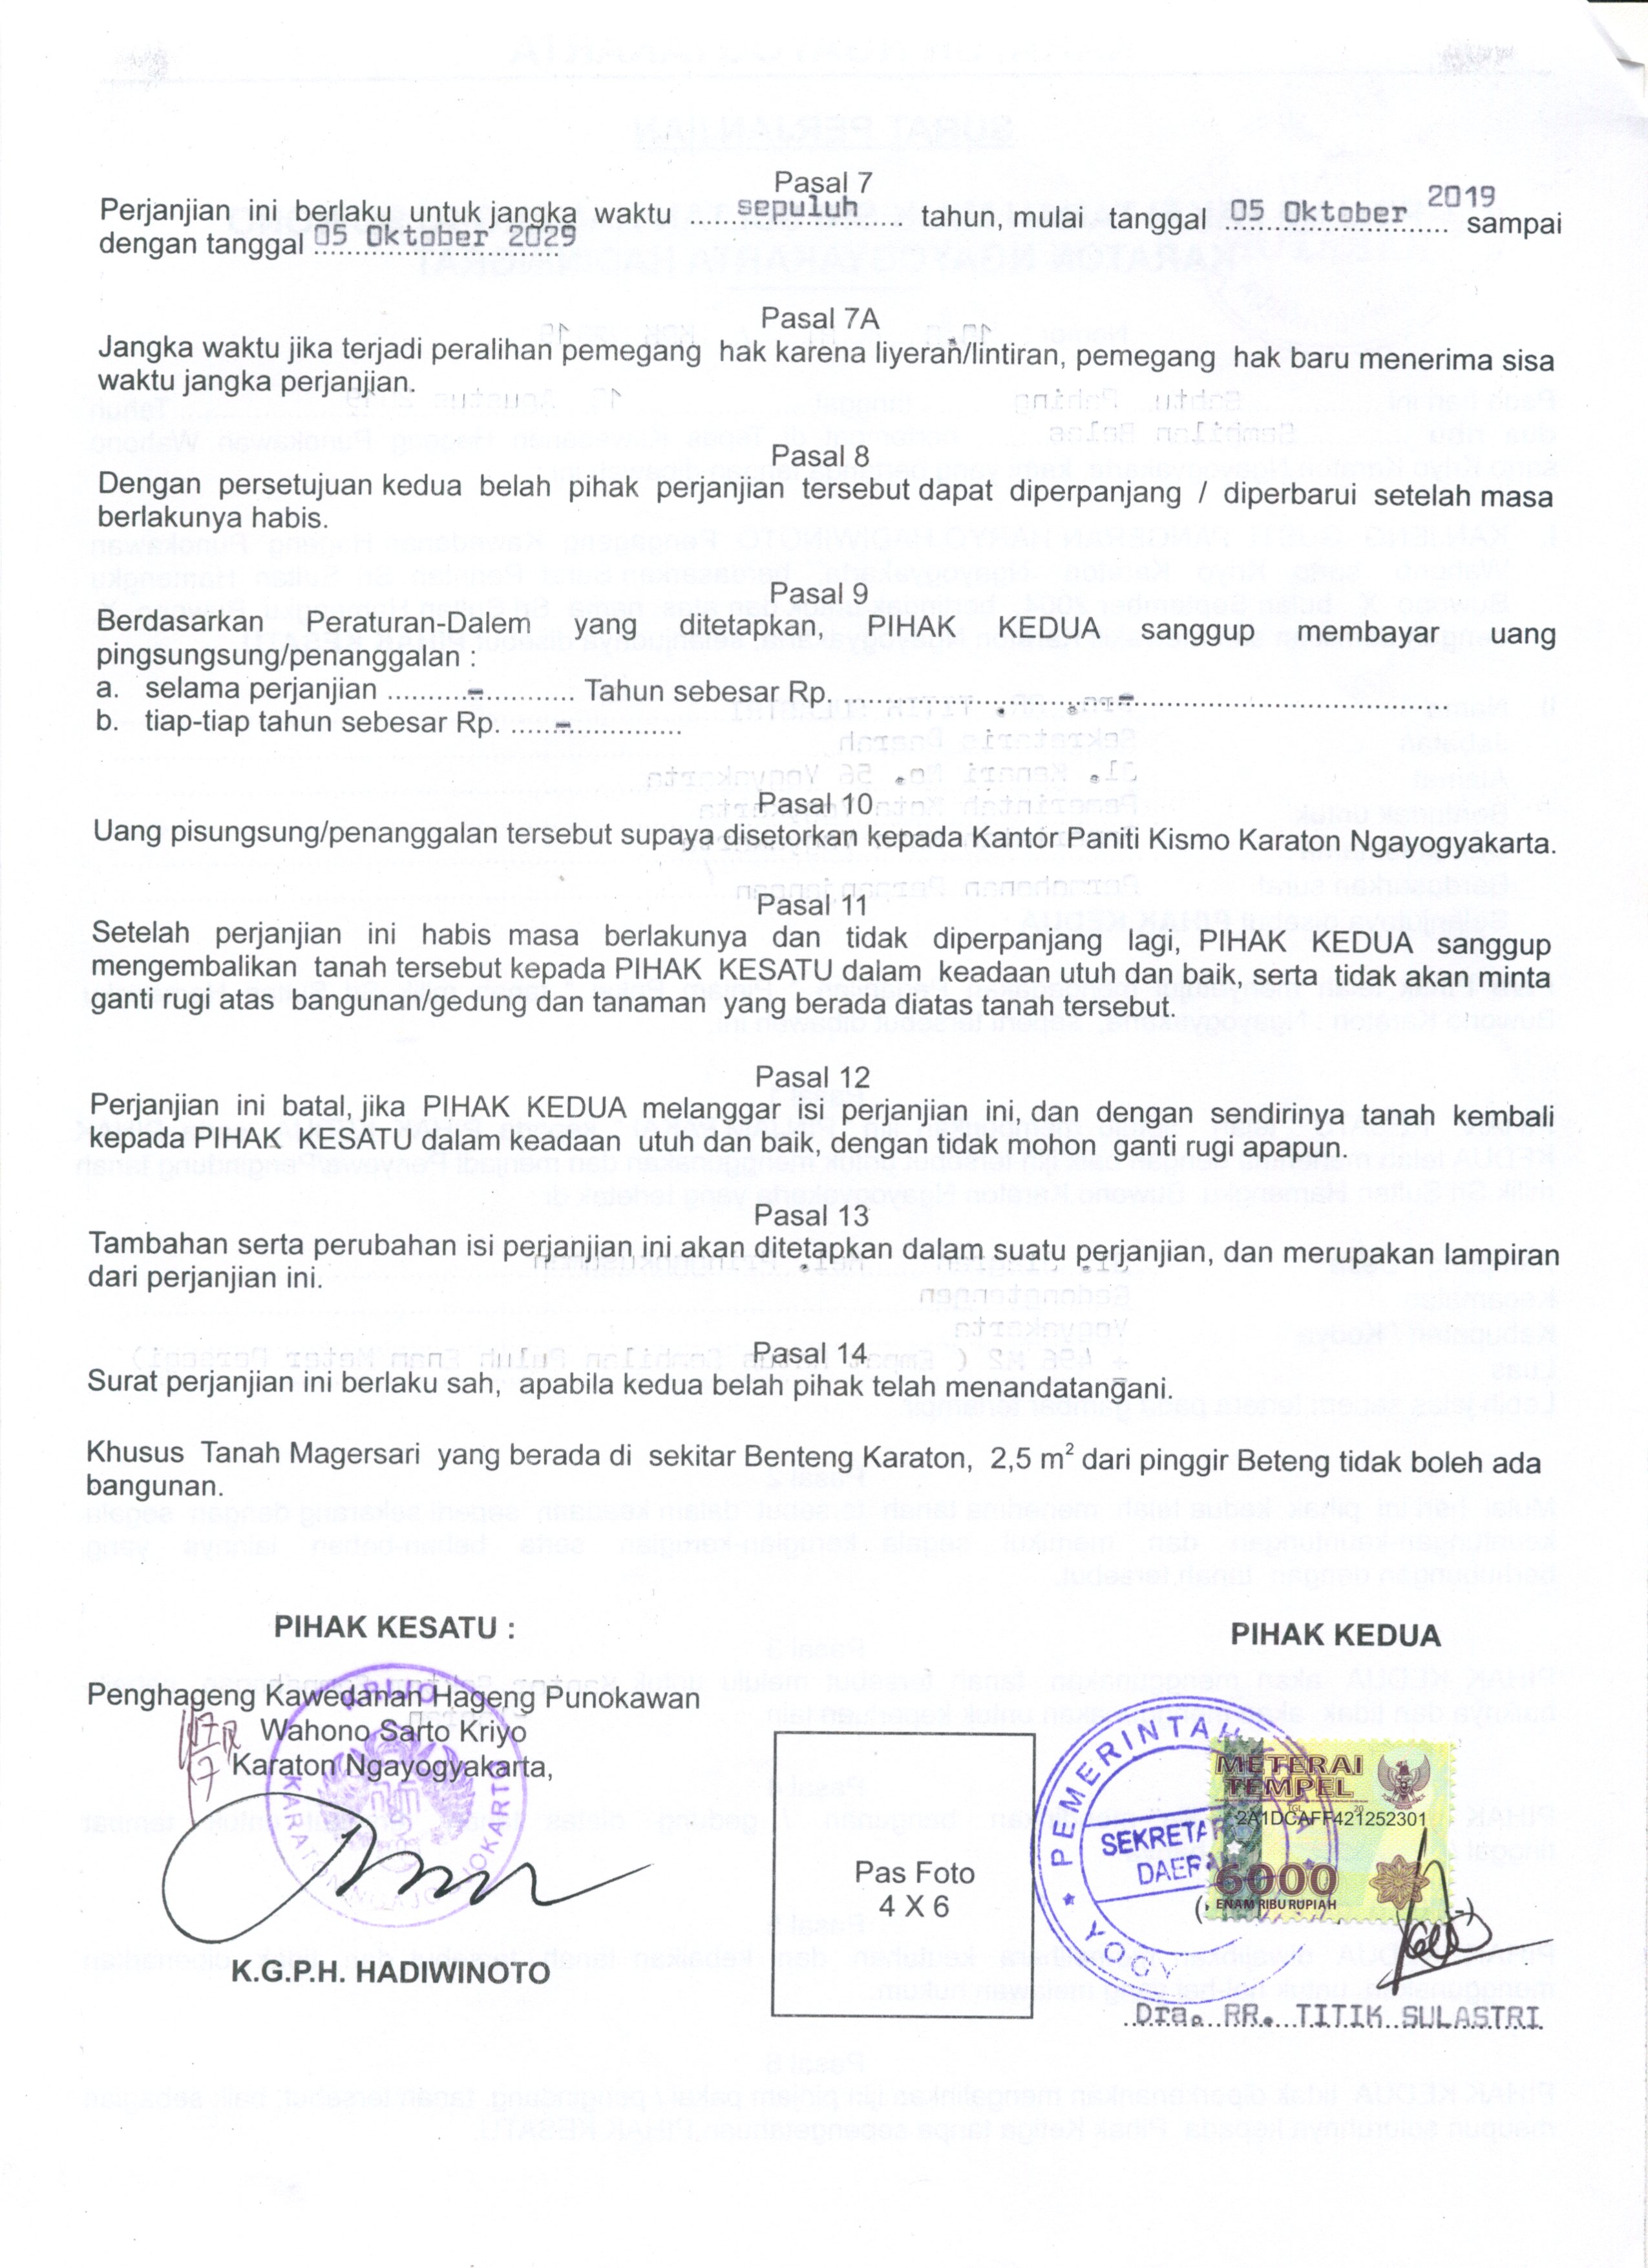 Pasal 7
Perjanjian ini berlaku untuk jangka waktu ....sepuluh.... tahun, mulai tanggal 05 Oktober 2019 sampai
dengan tanggal 05 Oktober 2029
Pasal 7A
Jangka waktu jika terjadi peralihan pemegang hak karena liyeran/lintiran, pemegang hak baru menerima sisa
waktu jangka perjanjian.
Pasal 8
Dengan persetujuan kedua belah pihak perjanjian tersebut dapat diperpanjang / diperbarui setelah masa
berlakunya habis.
Pasal 9
Berdasarkan Peraturan-Dalem yang ditetapkan, PIHAK KEDUA sanggup membayar uang
pingsungsung/penanggalan :
a. selama perjanjian ..........-.......... Tahun sebesar Rp. ..............................-..............................
b. tiap-tiap tahun sebesar Rp. .....-..............
Pasal 10
Uang pisungsung/penanggalan tersebut supaya disetorkan kepada Kantor Paniti Kismo Karaton Ngayogyakarta.
Pasal 11
Setelah perjanjian ini habis masa berlakunya dan tidak diperpanjang lagi, PIHAK KEDUA sanggup
mengembalikan tanah tersebut kepada PIHAK KESATU dalam keadaan utuh dan baik, serta tidak akan minta
ganti rugi atas bangunan/gedung dan tanaman yang berada diatas tanah tersebut.
Pasal 12
Perjanjian ini batal, jika PIHAK KEDUA melanggar isi perjanjian ini, dan dengan sendirinya tanah kembali
kepada PIHAK KESATU dalam keadaan utuh dan baik, dengan tidak mohon ganti rugi apapun.
Pasal 13
Tambahan serta perubahan isi perjanjian ini akan ditetapkan dalam suatu perjanjian, dan merupakan lampiran
dari perjanjian ini.
Pasal 14
Surat perjanjian ini berlaku sah, apabila kedua belah pihak telah menandatangani.
Khusus Tanah Magersari yang berada di sekitar Benteng Karaton, 2,5 m² dari pinggir Beteng tidak boleh ada
bangunan.
PIHAK KESATU :
Penghageng Kawedanan Hageng Punokawan
Wahono Sarto Kriyo
Karaton Ngayogyakarta,
K.G.P.H. HADIWINOTO
Pas Foto
4 X 6
PIHAK KEDUA
PEMERINTAH
SEKRETA
DAER
YOGY
METERAI
TEMPEL
2A1DCAFF421252301
6000
ENAM RIBU RUPIAH
Dra. RR. TITIK SULASTRI